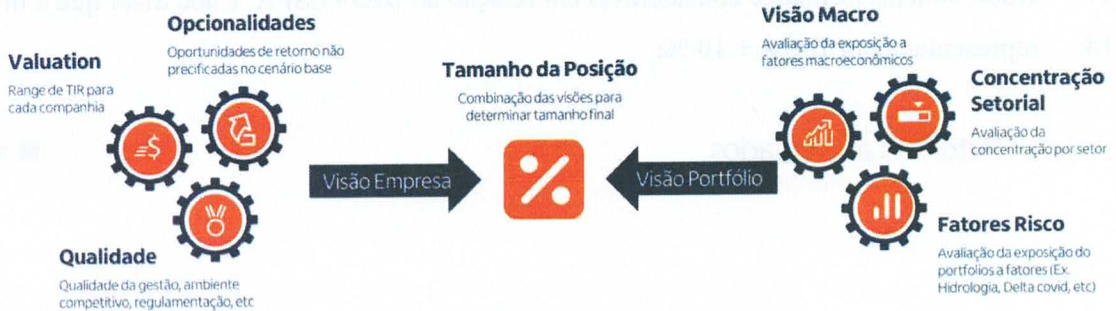 Opcionalidades
Oportunidades de retorno não
precificadas no cenário base
Valuation
Range de TIR para
cada companhia
Qualidade
Qualidade da gestão, ambiente
competitivo, regulamentação, etc
Visão Empresa
Tamanho da Posição
Combinação das visões para
determinar tamanho final
Visão Portfólio
Visão Macro
Avaliação da exposição a
fatores macroeconômicos
Concentração
Setorial
Avaliação da
concentração por setor
Fatores Risco
Avaliação da exposição do
portfolios a fatores (Ex.
Hidrologia, Delta covid, etc)